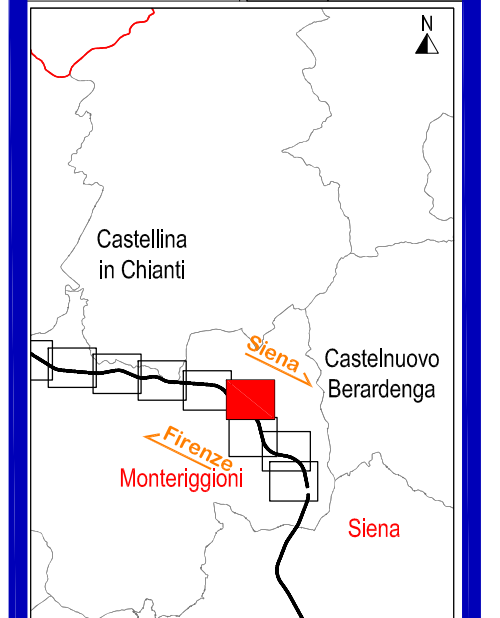 N
Castellina
in Chianti
Siena
Castelnuovo
Berardenga
Firenze
Monteriggioni
Siena